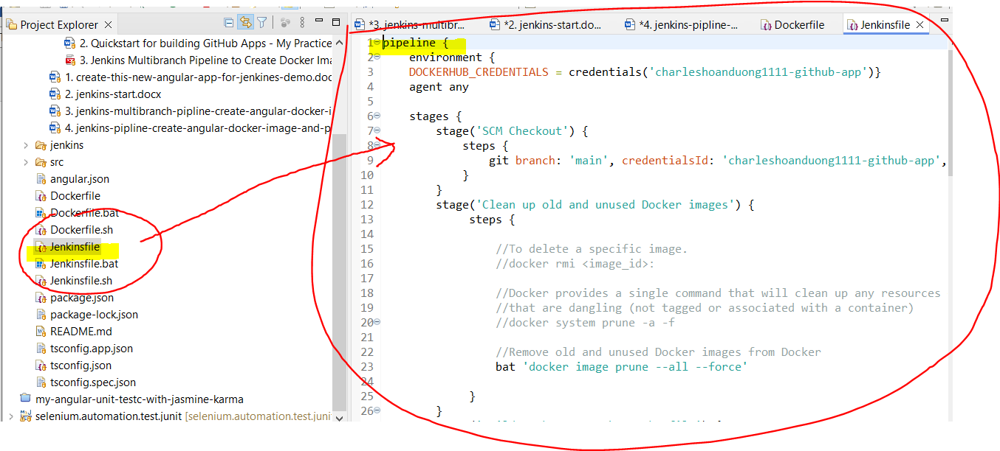 Project Explorer
2. Quickstart for building GitHub Apps - My Practice
3. Jenkins Multibranch Pipeline to Create Docker Ima
1. create-this-new-angular-app-for-jenkines-demo.doc
2. jenkins-start.docx
3. jenkins-multibranch-pipline-create-angular-docker-i
4. jenkins-pipline-create-angular-docker-image-and-p
jenkins
src
angular.json
Dockerfile
Dockerfile.bat
Dockerfile.sh
Jenkinsfile
Jenkinsfile.bat
Jenkinsfile.sh
package.json
package-lock.json
README.md
tsconfig.app.json
tsconfig.json
tsconfig.spec.json
my-angular-unit-testc-with-jasmine-karma
selenium.automation.test.junit [selenium.automation.test.juni
*3. jenkins-multibr... *2. jenkins-start.do... *4. jenkins-pipline-... Dockerfile Jenkinsfile
1 pipeline {
2 environment {
3 DOCKERHUB_CREDENTIALS = credentials('charleshoanduong1111-github-app')}
4 agent any
5
6 stages {
7 stage('SCM Checkout') {
8 steps {
9 git branch: 'main', credentialsId: 'charleshoanduong1111-github-app',
10 }
11 }
12 stage('Clean up old and unused Docker images') {
13 steps {
14
15 //To delete a specific image.
16 //docker rmi <image_id>:
17
18 //Docker provides a single command that will clean up any resources
19 //that are dangling (not tagged or associated with a container)
20 //docker system prune -a -f
21
22 //Remove old and unused Docker images from Docker
23 bat 'docker image prune --all --force'
24
25 }
26 }